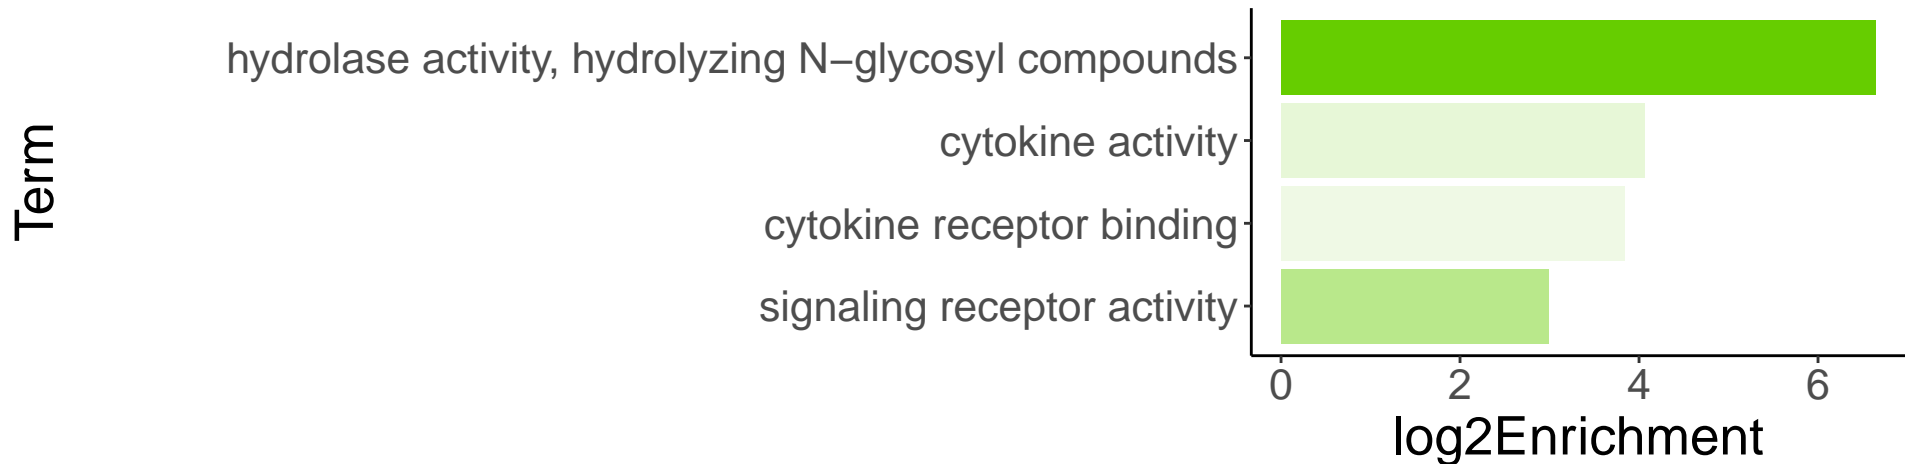 Term
hydrolase activity, hydrolyzing N−glycosyl compounds
cytokine activity
cytokine receptor binding
signaling receptor activity
0 2 4 6
log2Enrichment